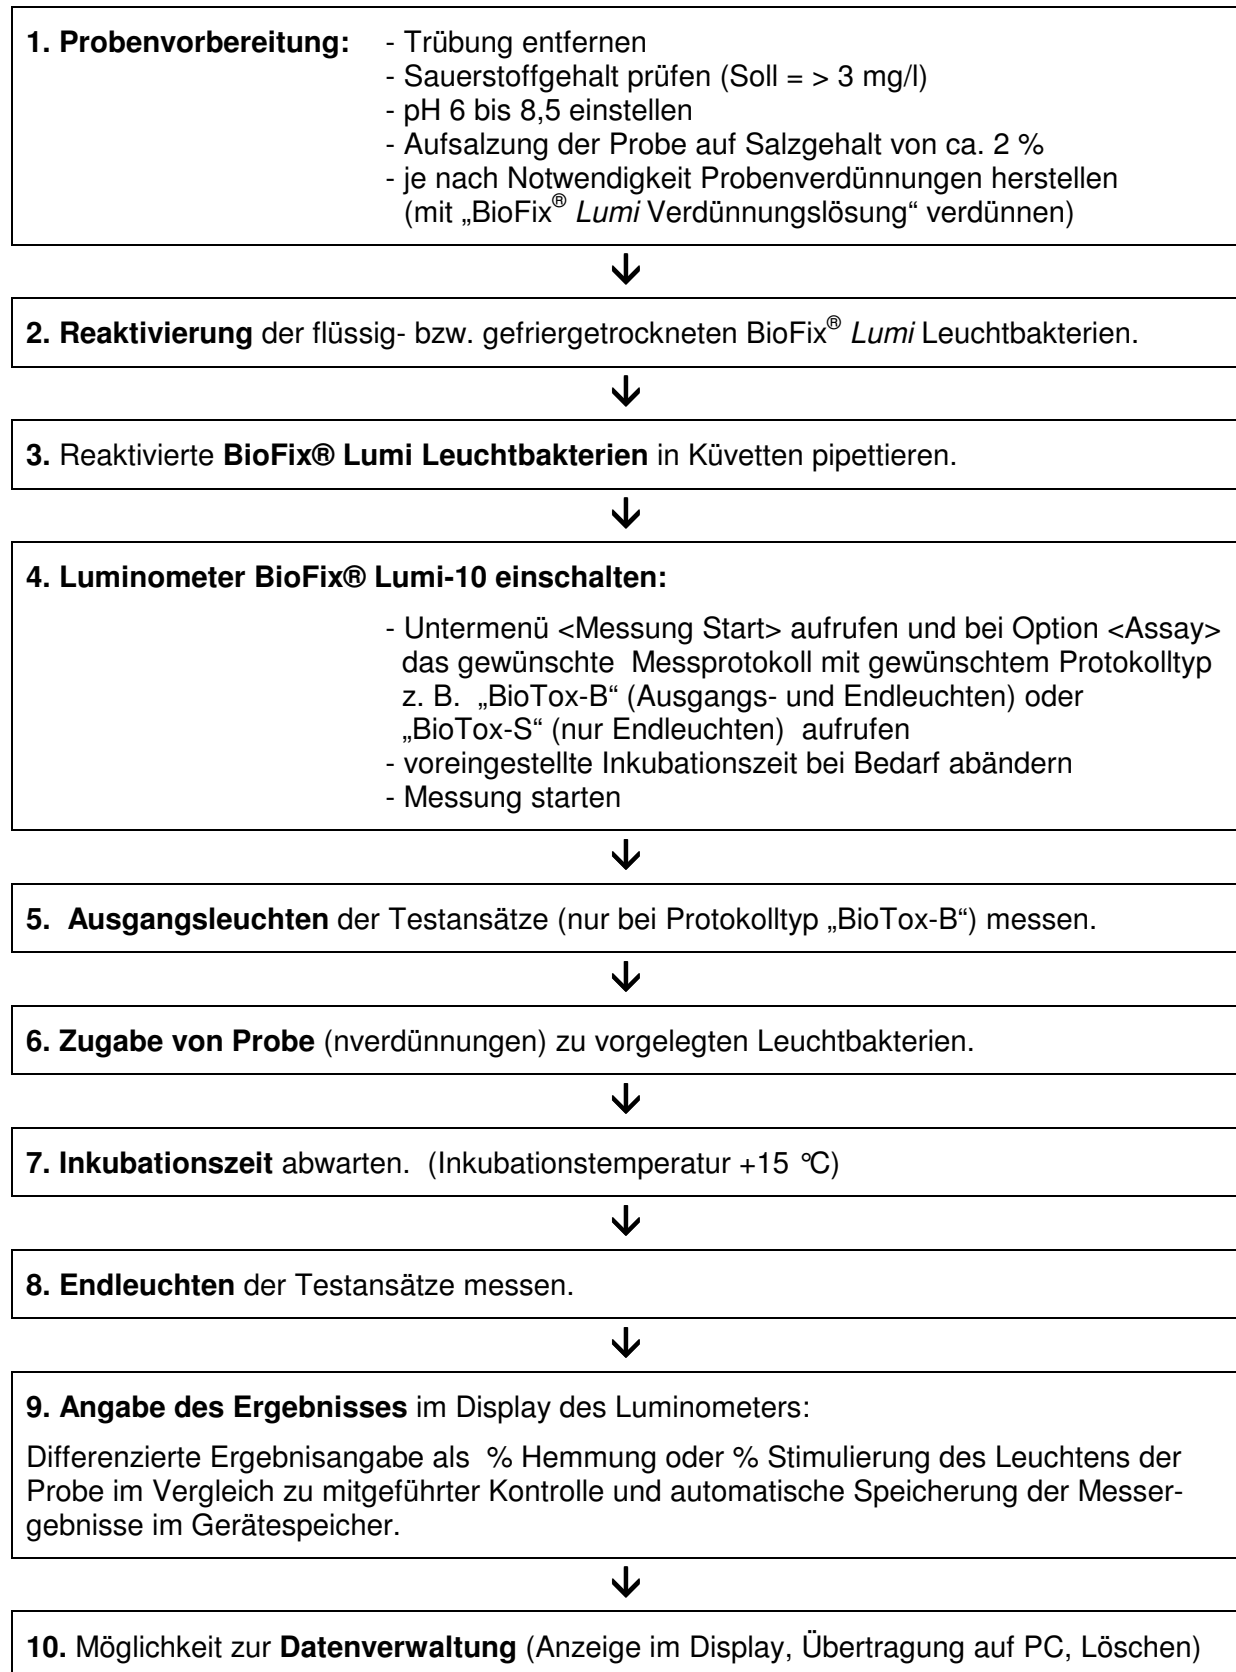 1. Probenvorbereitung: - Trübung entfernen
- Sauerstoffgehalt prüfen (Soll = > 3 mg/l)
- pH 6 bis 8,5 einstellen
- Aufsalzung der Probe auf Salzgehalt von ca. 2 %
- je nach Notwendigkeit Probenverdünnungen herstellen
(mit „BioFix® Lumi Verdünnungslösung“ verdünnen)
2. Reaktivierung der flüssig- bzw. gefriergetrockneten BioFix® Lumi Leuchtbakterien.
3. Reaktivierte BioFix® Lumi Leuchtbakterien in Küvetten pipettieren.
4. Luminometer BioFix® Lumi-10 einschalten:
- Untermenü <Messung Start> aufrufen und bei Option <Assay>
das gewünschte Messprotokoll mit gewünschtem Protokolltyp
z. B. „BioTox-B“ (Ausgangs- und Endleuchten) oder
„BioTox-S“ (nur Endleuchten) aufrufen
- voreingestellte Inkubationszeit bei Bedarf abändern
- Messung starten
5. Ausgangsleuchten der Testansätze (nur bei Protokolltyp „BioTox-B“) messen.
6. Zugabe von Probe (nverdünnungen) zu vorgelegten Leuchtbakterien.
7. Inkubationszeit abwarten. (Inkubationstemperatur +15 °C)
8. Endleuchten der Testansätze messen.
9. Angabe des Ergebnisses im Display des Luminometers:
Differenzierte Ergebnisangabe als % Hemmung oder % Stimulierung des Leuchtens der
Probe im Vergleich zu mitgeführter Kontrolle und automatische Speicherung der Messer-
gebnisse im Gerätespeicher.
10. Möglichkeit zur Datenverwaltung (Anzeige im Display, Übertragung auf PC, Löschen)